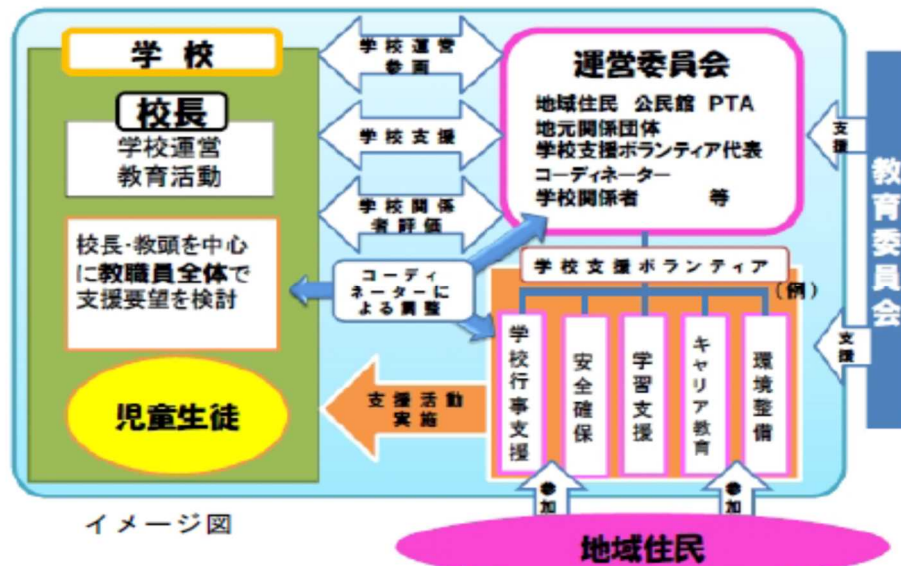 学校
校長
学校運営
教育活動
校長・教頭を中心
に教職員全体で
支援要望を検討
児童生徒
イメージ図
学校運営
参画
学校支援
学校関係
者評価
コーディ
ネーターに
よる調整
支援活動
実施
運営委員会
地域住民 公民館 PTA
地元関係団体
学校支援ボランティア代表
コーディネーター
学校関係者 等
学校支援ボランティア
(例)
学校行事支援
安全確保
学習支援
キャリア教育
環境整備
参加
参加
地域住民
支援
支援
教育委員会